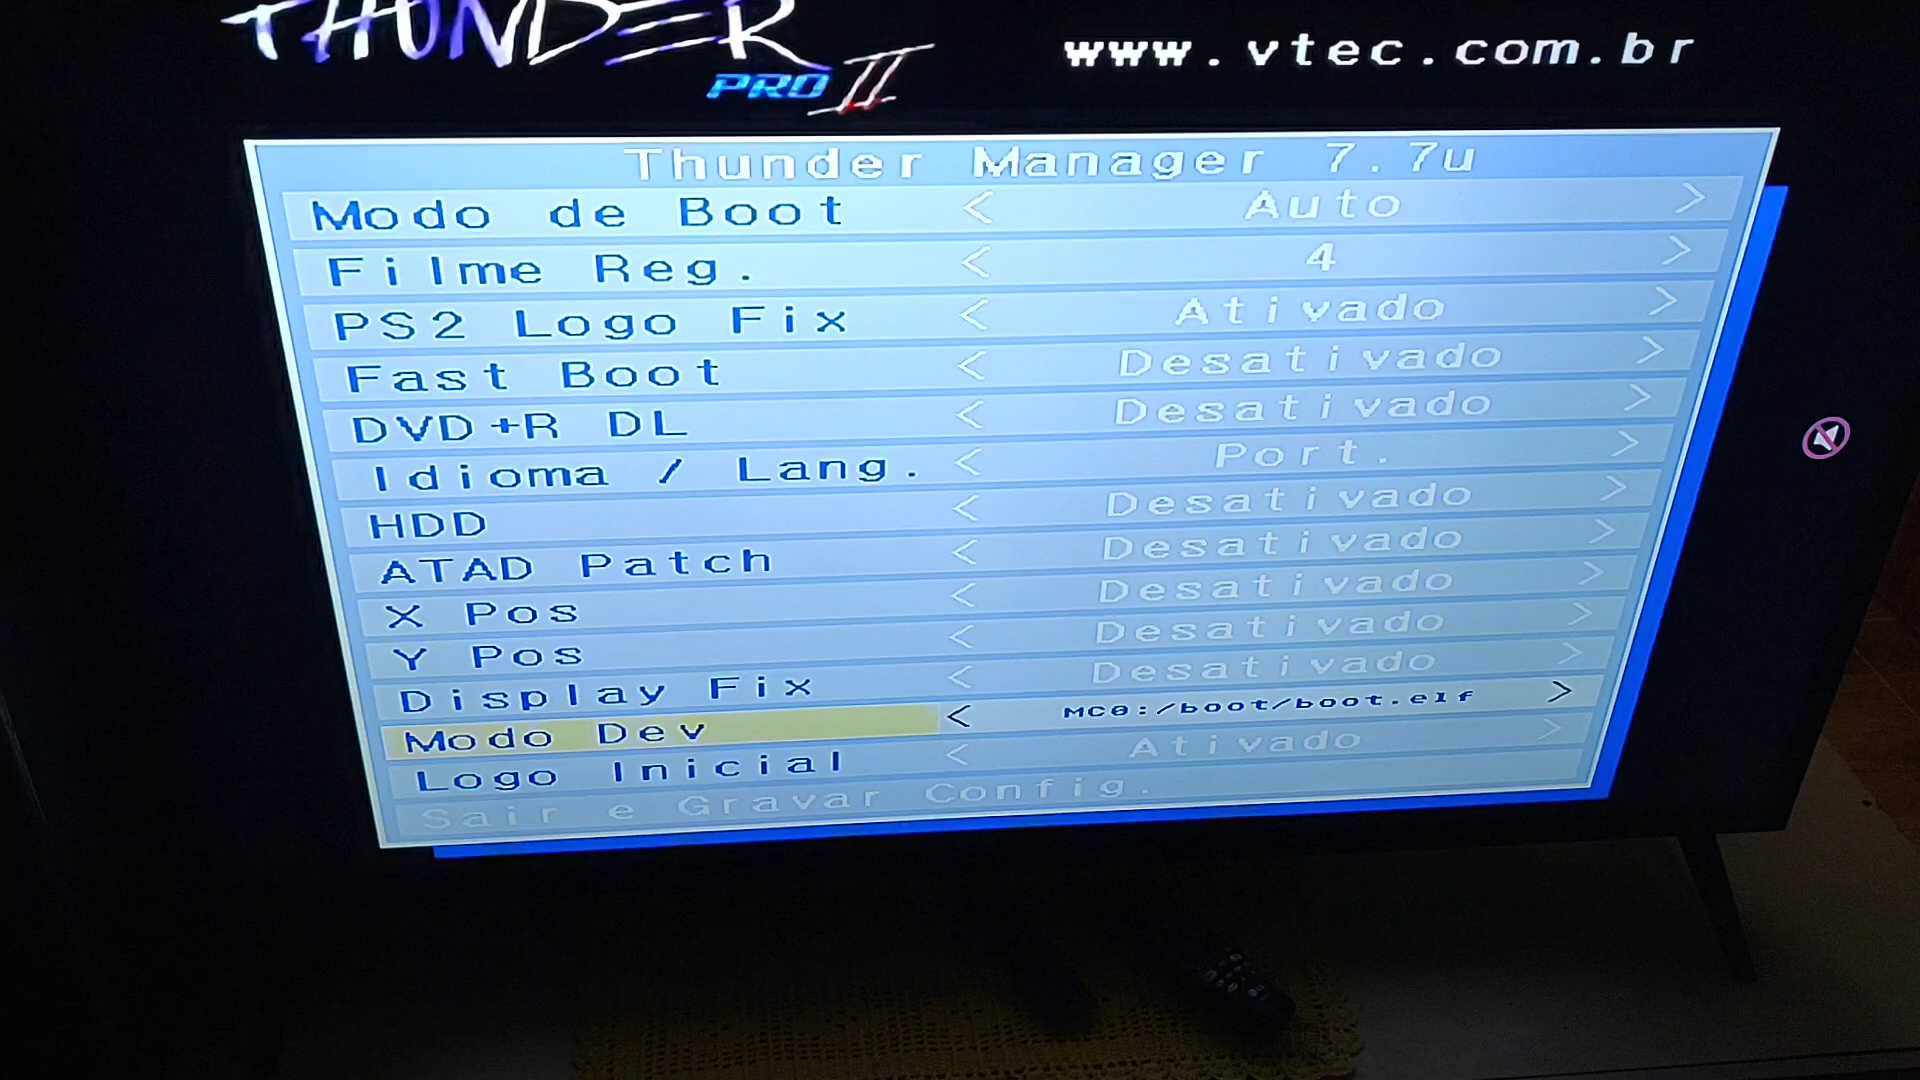 THUNDER
PRO II
www.vtec.com.br
Thunder Manager 7.7u
Modo de Boot < Auto >
Filme Reg. < 4 >
PS2 Logo Fix < Ativado >
Fast Boot < Desativado >
DVD+R DL < Desativado >
Idioma / Lang. < Port. >
HDD < Desativado >
ATAD Patch < Desativado >
X Pos < Desativado >
Y Pos < Desativado >
Display Fix < Desativado >
Modo Dev < MC0:/boot/boot.elf >
Logo Inicial < Ativado >
Sair e Gravar Config.